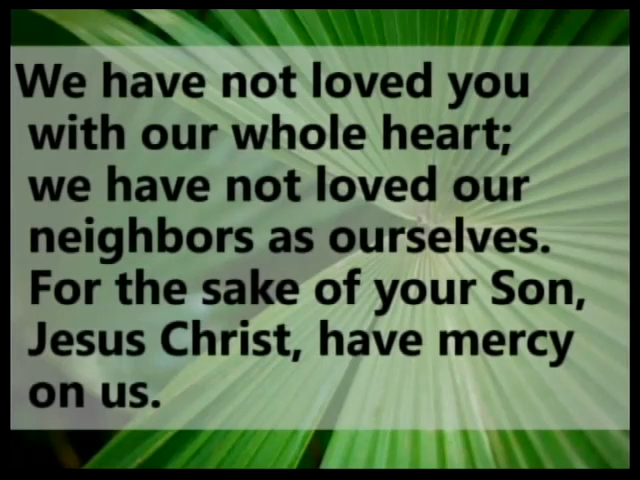 We have not loved you
with our whole heart;
we have not loved our
neighbors as ourselves.
For the sake of your Son,
Jesus Christ, have mercy
on us.